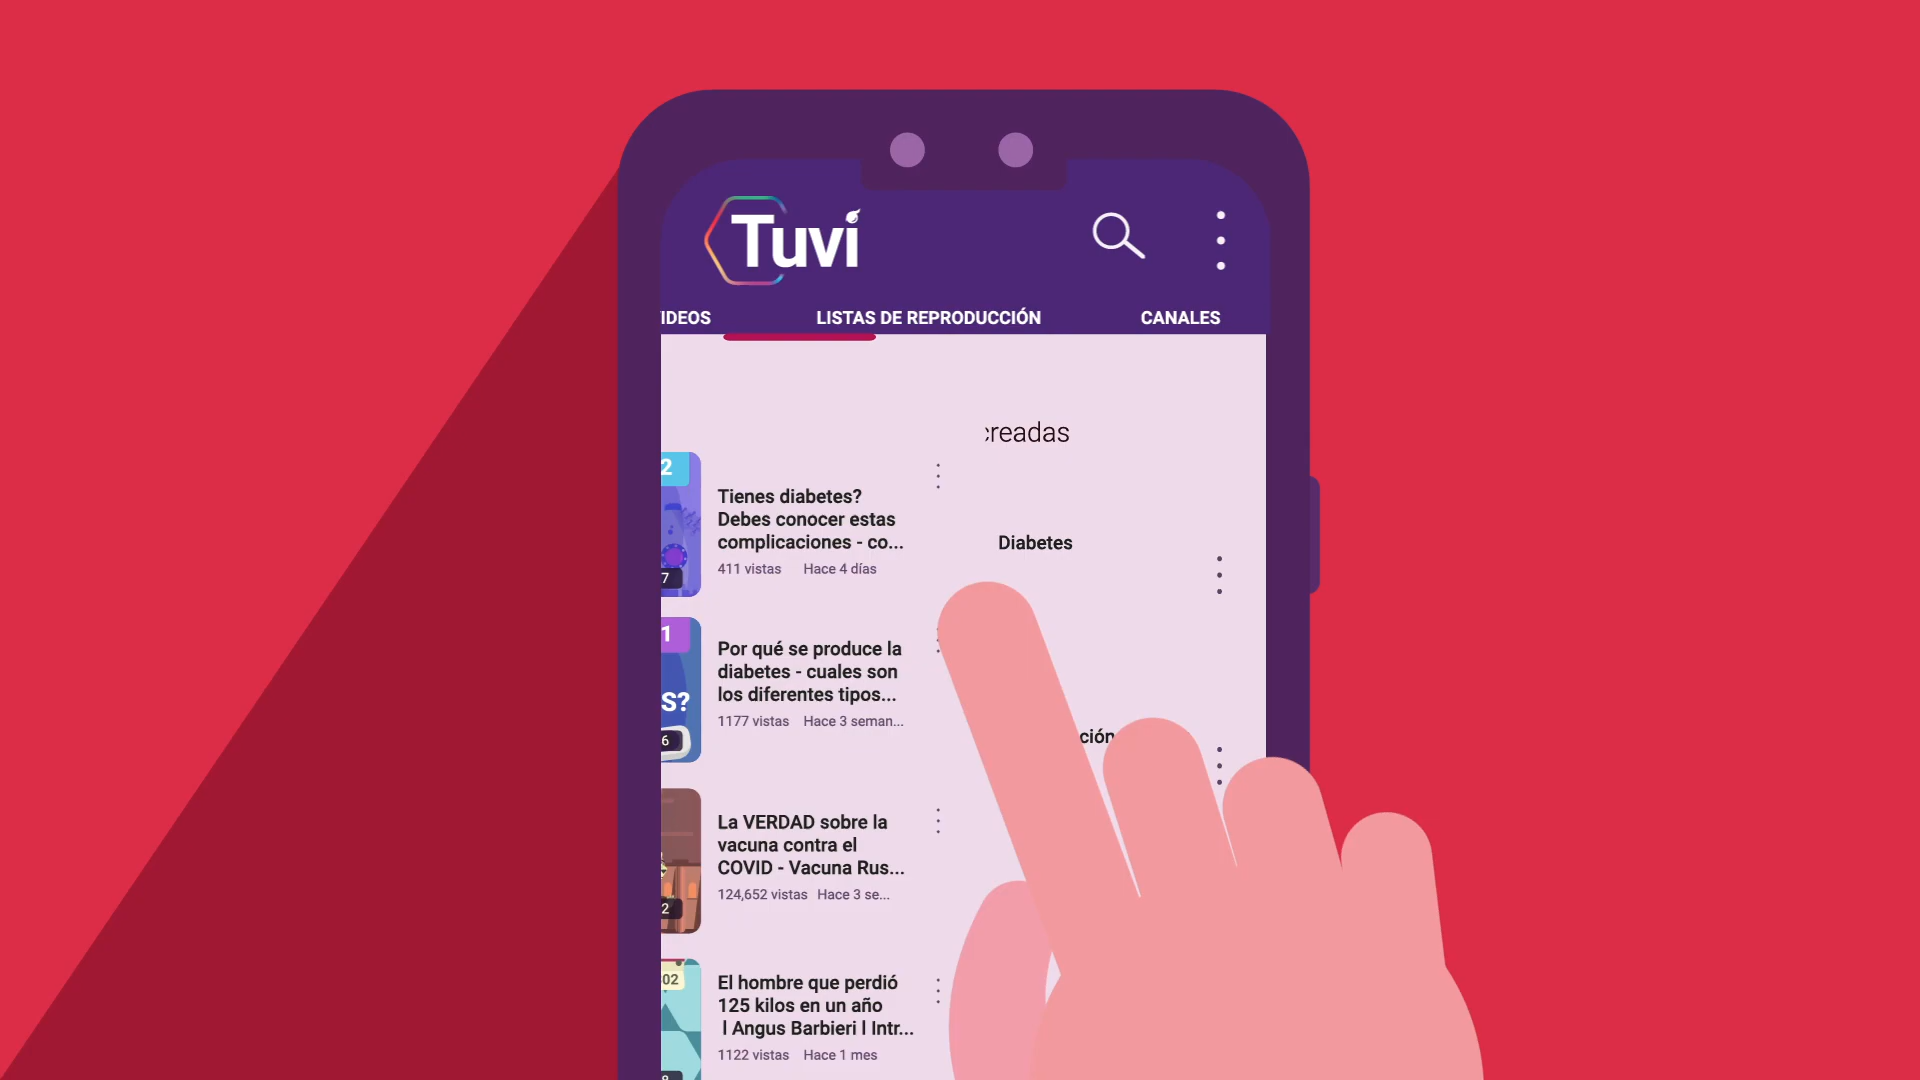 Tuvi
IDEOS
LISTAS DE REPRODUCCIÓN
CANALES
creadas
2
Tienes diabetes?
Debes conocer estas
complicaciones - co...
411 vistas Hace 4 días
7
Diabetes
1
Por qué se produce la
diabetes - cuales son
los diferentes tipos...
1177 vistas Hace 3 seman...
S?
6
ción
La VERDAD sobre la
vacuna contra el
COVID - Vacuna Rus...
124,652 vistas Hace 3 se...
2
02
El hombre que perdió
125 kilos en un año
l Angus Barbieri l Intr...
1122 vistas Hace 1 mes